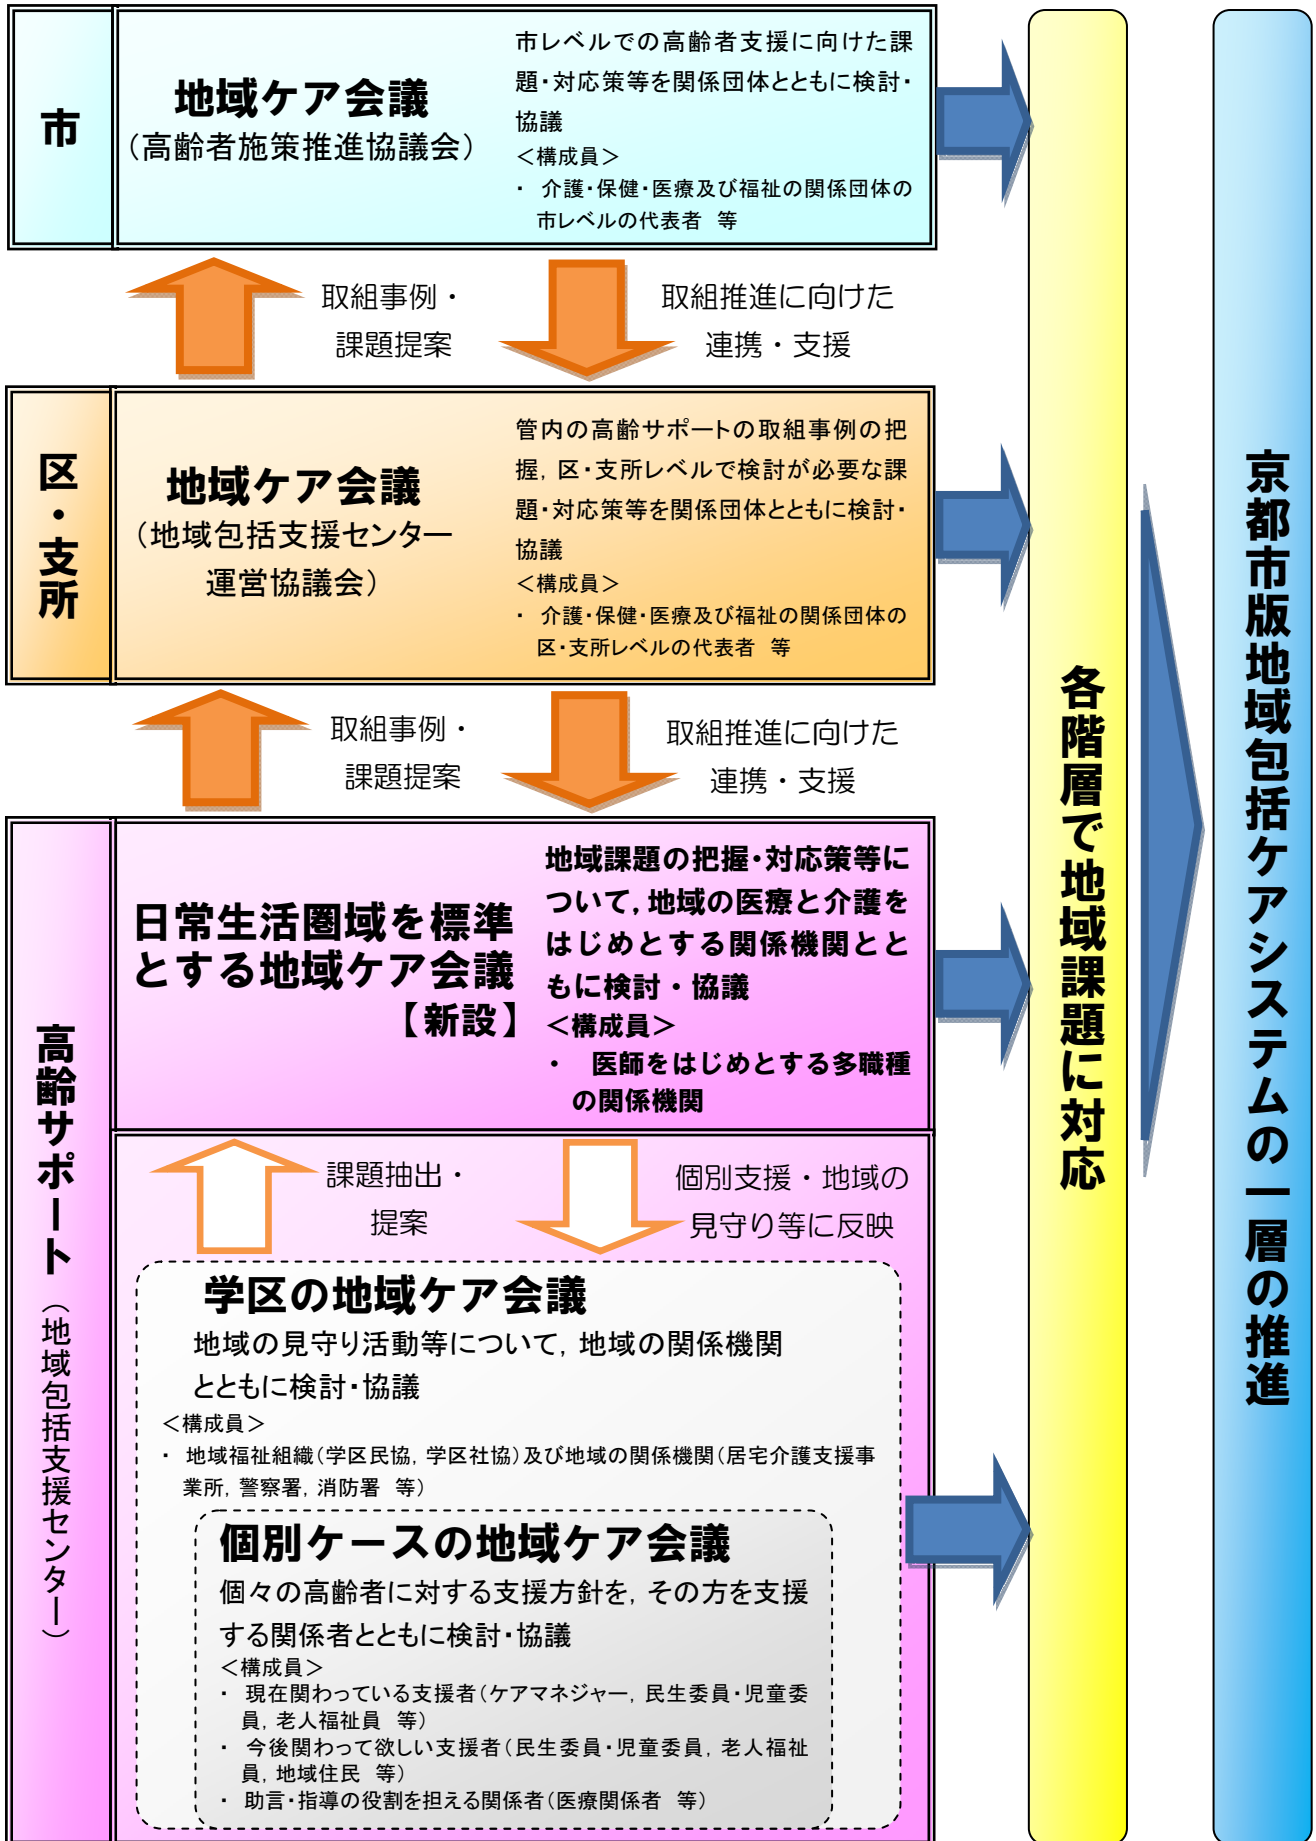 市
地域ケア会議
（高齢者施策推進協議会）
市レベルでの高齢者支援に向けた課
題・対応策等を関係団体とともに検討・
協議
＜構成員＞
・ 介護・保健・医療及び福祉の関係団体の
市レベルの代表者 等
取組事例・
課題提案
取組推進に向けた
連携・支援
区・支所
地域ケア会議
（地域包括支援センター
運営協議会）
管内の高齢サポートの取組事例の把
握，区・支所レベルで検討が必要な課
題・対応策等を関係団体とともに検討・
協議
＜構成員＞
・ 介護・保健・医療及び福祉の関係団体の
区・支所レベルの代表者 等
取組事例・
課題提案
取組推進に向けた
連携・支援
高齢サポート（地域包括支援センター）
日常生活圏域を標準
とする地域ケア会議
【新設】
地域課題の把握・対応策等に
ついて，地域の医療と介護を
はじめとする関係機関とと
もに検討・協議
＜構成員＞
・ 医師をはじめとする多職種
の関係機関
課題抽出・
提案
個別支援・地域の
見守り等に反映
学区の地域ケア会議
地域の見守り活動等について，地域の関係機関
とともに検討・協議
＜構成員＞
・ 地域福祉組織（学区民協，学区社協）及び地域の関係機関（居宅介護支援事
業所，警察署，消防署 等）
個別ケースの地域ケア会議
個々の高齢者に対する支援方針を，その方を支援
する関係者とともに検討・協議
＜構成員＞
・ 現在関わっている支援者（ケアマネジャー，民生委員・児童委
員，老人福祉員 等）
・ 今後関わって欲しい支援者（民生委員・児童委員，老人福祉
員，地域住民 等）
・ 助言・指導の役割を担える関係者（医療関係者 等）
各階層で地域課題に対応
京都市版地域包括ケアシステムの一層の推進